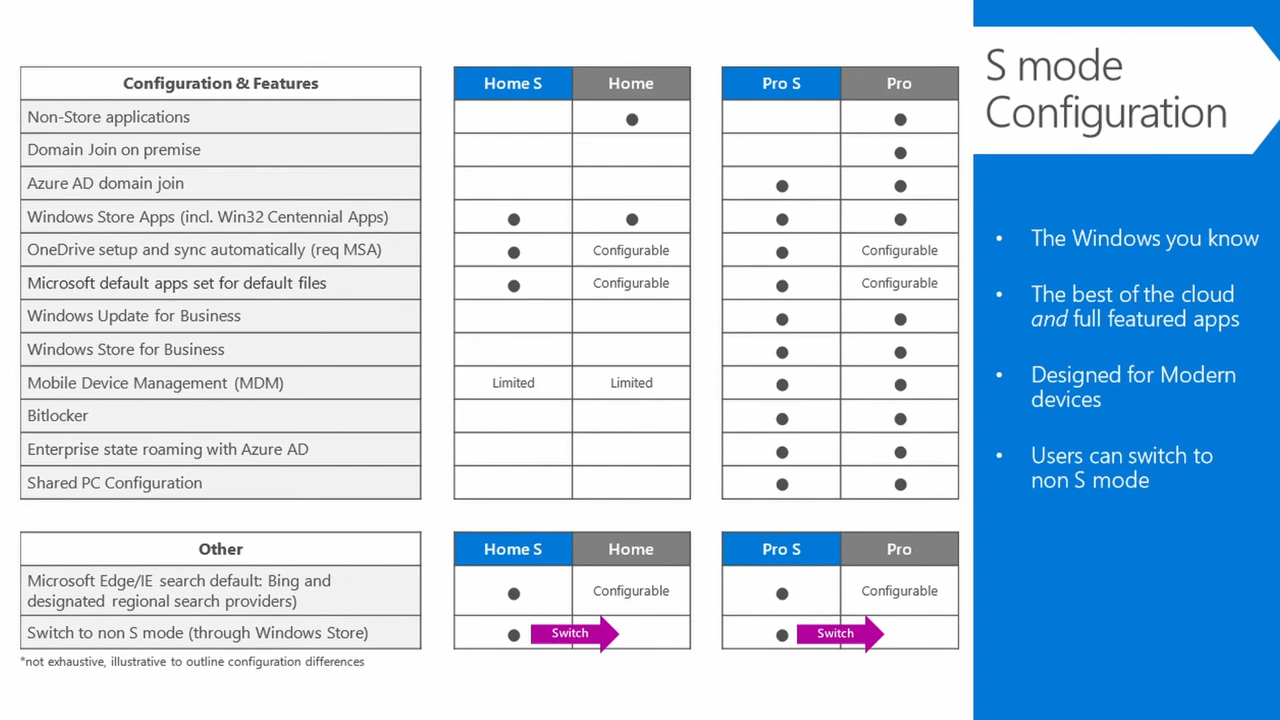 S mode
Configuration
Configuration & Features Home S Home Pro S Pro
Non-Store applications ● ●
Domain Join on premise ●
Azure AD domain join ● ●
Windows Store Apps (incl. Win32 Centennial Apps) ● ● ● ●
OneDrive setup and sync automatically (req MSA) ● Configurable ● Configurable
Microsoft default apps set for default files ● Configurable ● Configurable
Windows Update for Business ● ●
Windows Store for Business ● ●
Mobile Device Management (MDM) Limited Limited ● ●
Bitlocker ● ●
Enterprise state roaming with Azure AD ● ●
Shared PC Configuration ● ●
Other Home S Home Pro S Pro
Microsoft Edge/IE search default: Bing and
designated regional search providers) ● Configurable ● Configurable
Switch to non S mode (through Windows Store) ● Switch ● Switch
*not exhaustive, illustrative to outline configuration differences
• The Windows you know
• The best of the cloud
and full featured apps
• Designed for Modern
devices
• Users can switch to
non S mode